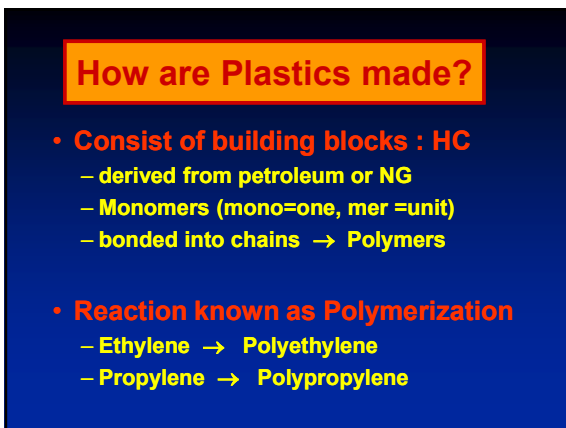 How are Plastics made?
• Consist of building blocks : HC
– derived from petroleum or NG
– Monomers (mono=one, mer =unit)
– bonded into chains → Polymers
• Reaction known as Polymerization
– Ethylene → Polyethylene
– Propylene → Polypropylene